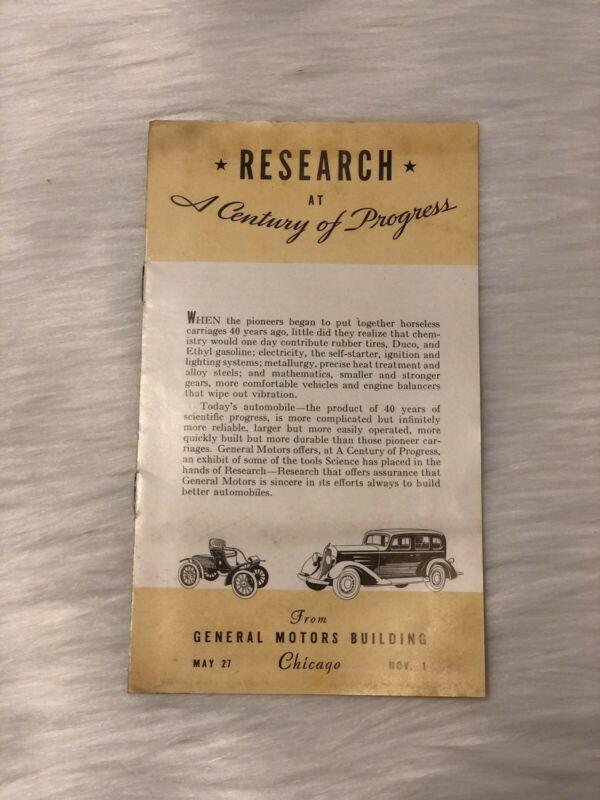 ★ RESEARCH ★
AT
A Century of Progress
WHEN the pioneers began to put together horseless
carriages 40 years ago, little did they realize that chem-
istry would one day contribute rubber tires, Duco, and
Ethyl gasoline; electricity, the self-starter, ignition and
lighting systems; metallurgy, precise heat treatment and
alloy steels; and mathematics, smaller and stronger
gears, more comfortable vehicles and engine balancers
that wipe out vibration.
Today's automobile—the product of 40 years of
scientific progress, is more complicated but infinitely
more reliable, larger but more easily operated, more
quickly built but more durable than those pioneer car-
riages. General Motors offers, at A Century of Progress,
an exhibit of some of the tools Science has placed in the
hands of Research—Research that offers assurance that
General Motors is sincere in its efforts always to build
better automobiles.
From
GENERAL MOTORS BUILDING
MAY 27 Chicago NOV. 1